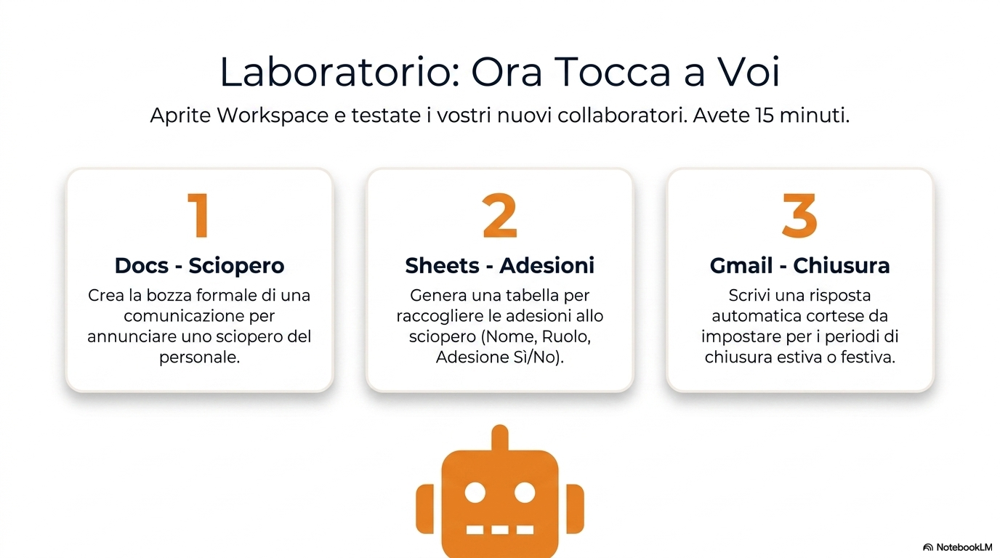 Laboratorio: Ora Tocca a Voi
Aprite Workspace e testate i vostri nuovi collaboratori. Avete 15 minuti.
1
Docs - Sciopero
Crea la bozza formale di una
comunicazione per
annunciare uno sciopero del
personale.
2
Sheets - Adesioni
Genera una tabella per
raccogliere le adesioni allo
sciopero (Nome, Ruolo,
Adesione Sì/No).
3
Gmail - Chiusura
Scrivi una risposta
automatica cortese da
impostare per i periodi di
chiusura estiva o festiva.
NotebookLM